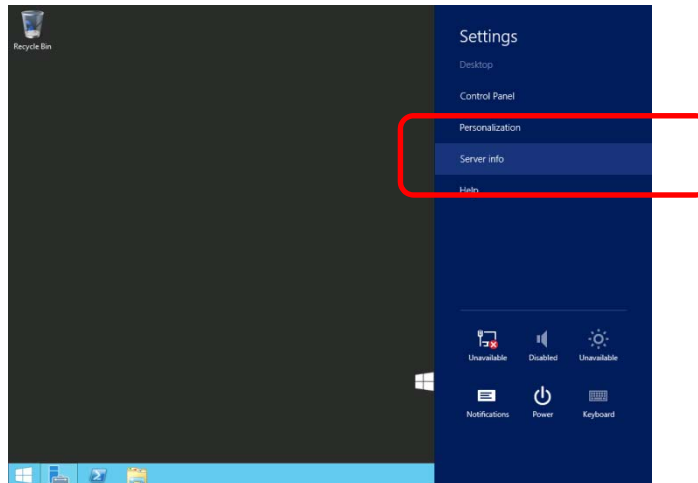 Recycle Bin
Settings
Desktop
Control Panel
Personalization
Server info
Help
Unavailable Disabled Unavailable
Notifications Power Keyboard